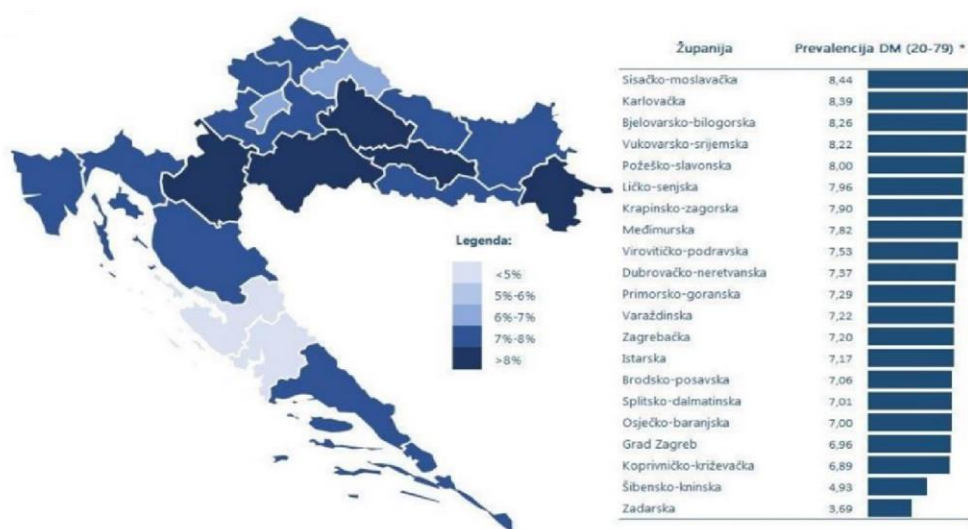 Županija Prevalencija DM (20-79) *
Sisačko-moslavačka 8,44
Karlovačka 8,39
Bjelovarsko-bilogorska 8,26
Vukovarsko-srijemska 8,22
Požeško-slavonska 8,00
Ličko-senjska 7,96
Krapinsko-zagorska 7,90
Međimurska 7,82
Virovitičko-podravska 7,53
Dubrovačko-neretvanska 7,37
Primorsko-goranska 7,29
Varaždinska 7,22
Zagrebačka 7,20
Istarska 7,17
Brodsko-posavska 7,06
Splitsko-dalmatinska 7,01
Osječko-baranjska 7,00
Grad Zagreb 6,96
Koprivničko-križevačka 6,89
Šibensko-kninska 4,93
Zadarska 3,69
Legenda:
<5%
5%-6%
6%-7%
7%-8%
>8%